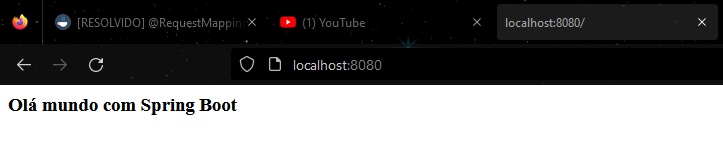 [RESOLVIDO] @RequestMappin
(1) YouTube
localhost:8080/
localhost:8080
Olá mundo com Spring Boot